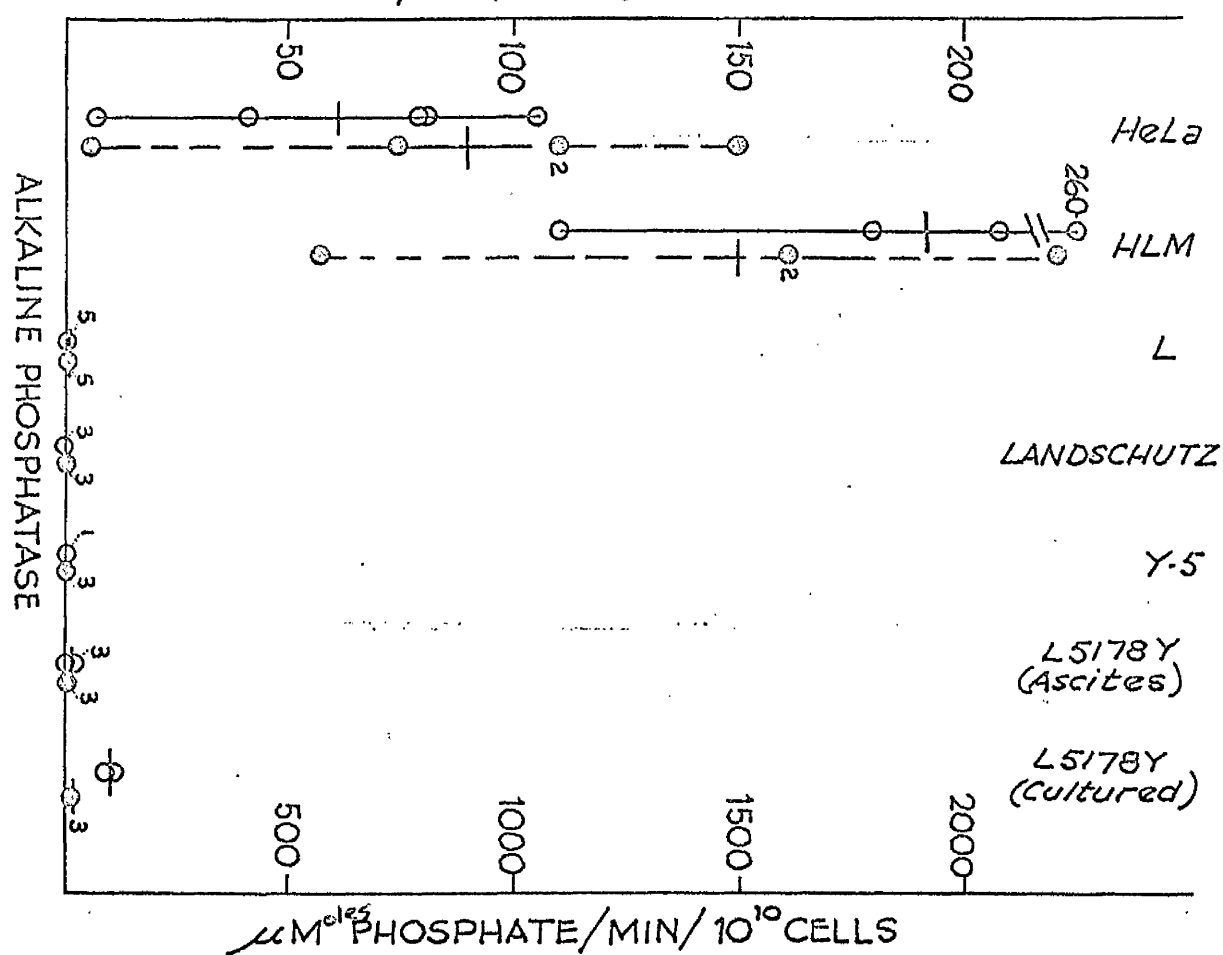 50
100
150
200
HeLa
2
260
HLM
2
5
L
5
3
LANDSCHUTZ
3
1
Y-5
3
3
L5178Y
(Ascites)
3
L5178Y
(Cultured)
3
500
1000
1500
2000
μMoles PHOSPHATE/MIN/10¹⁰ CELLS
ALKALINE PHOSPHATASE